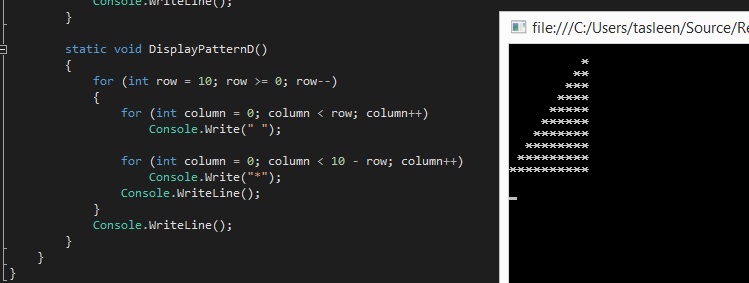 Console.WriteLine();
}
static void DisplayPatternD()
{
for (int row = 10; row >= 0; row--)
{
for (int column = 0; column < row; column++)
Console.Write(" ");
for (int column = 0; column < 10 - row; column++)
Console.Write("*");
Console.WriteLine();
}
Console.WriteLine();
}
}
}
file:///C:/Users/tasleen/Source/Re
*
**
***
****
*****
******
*******
********
*********
**********